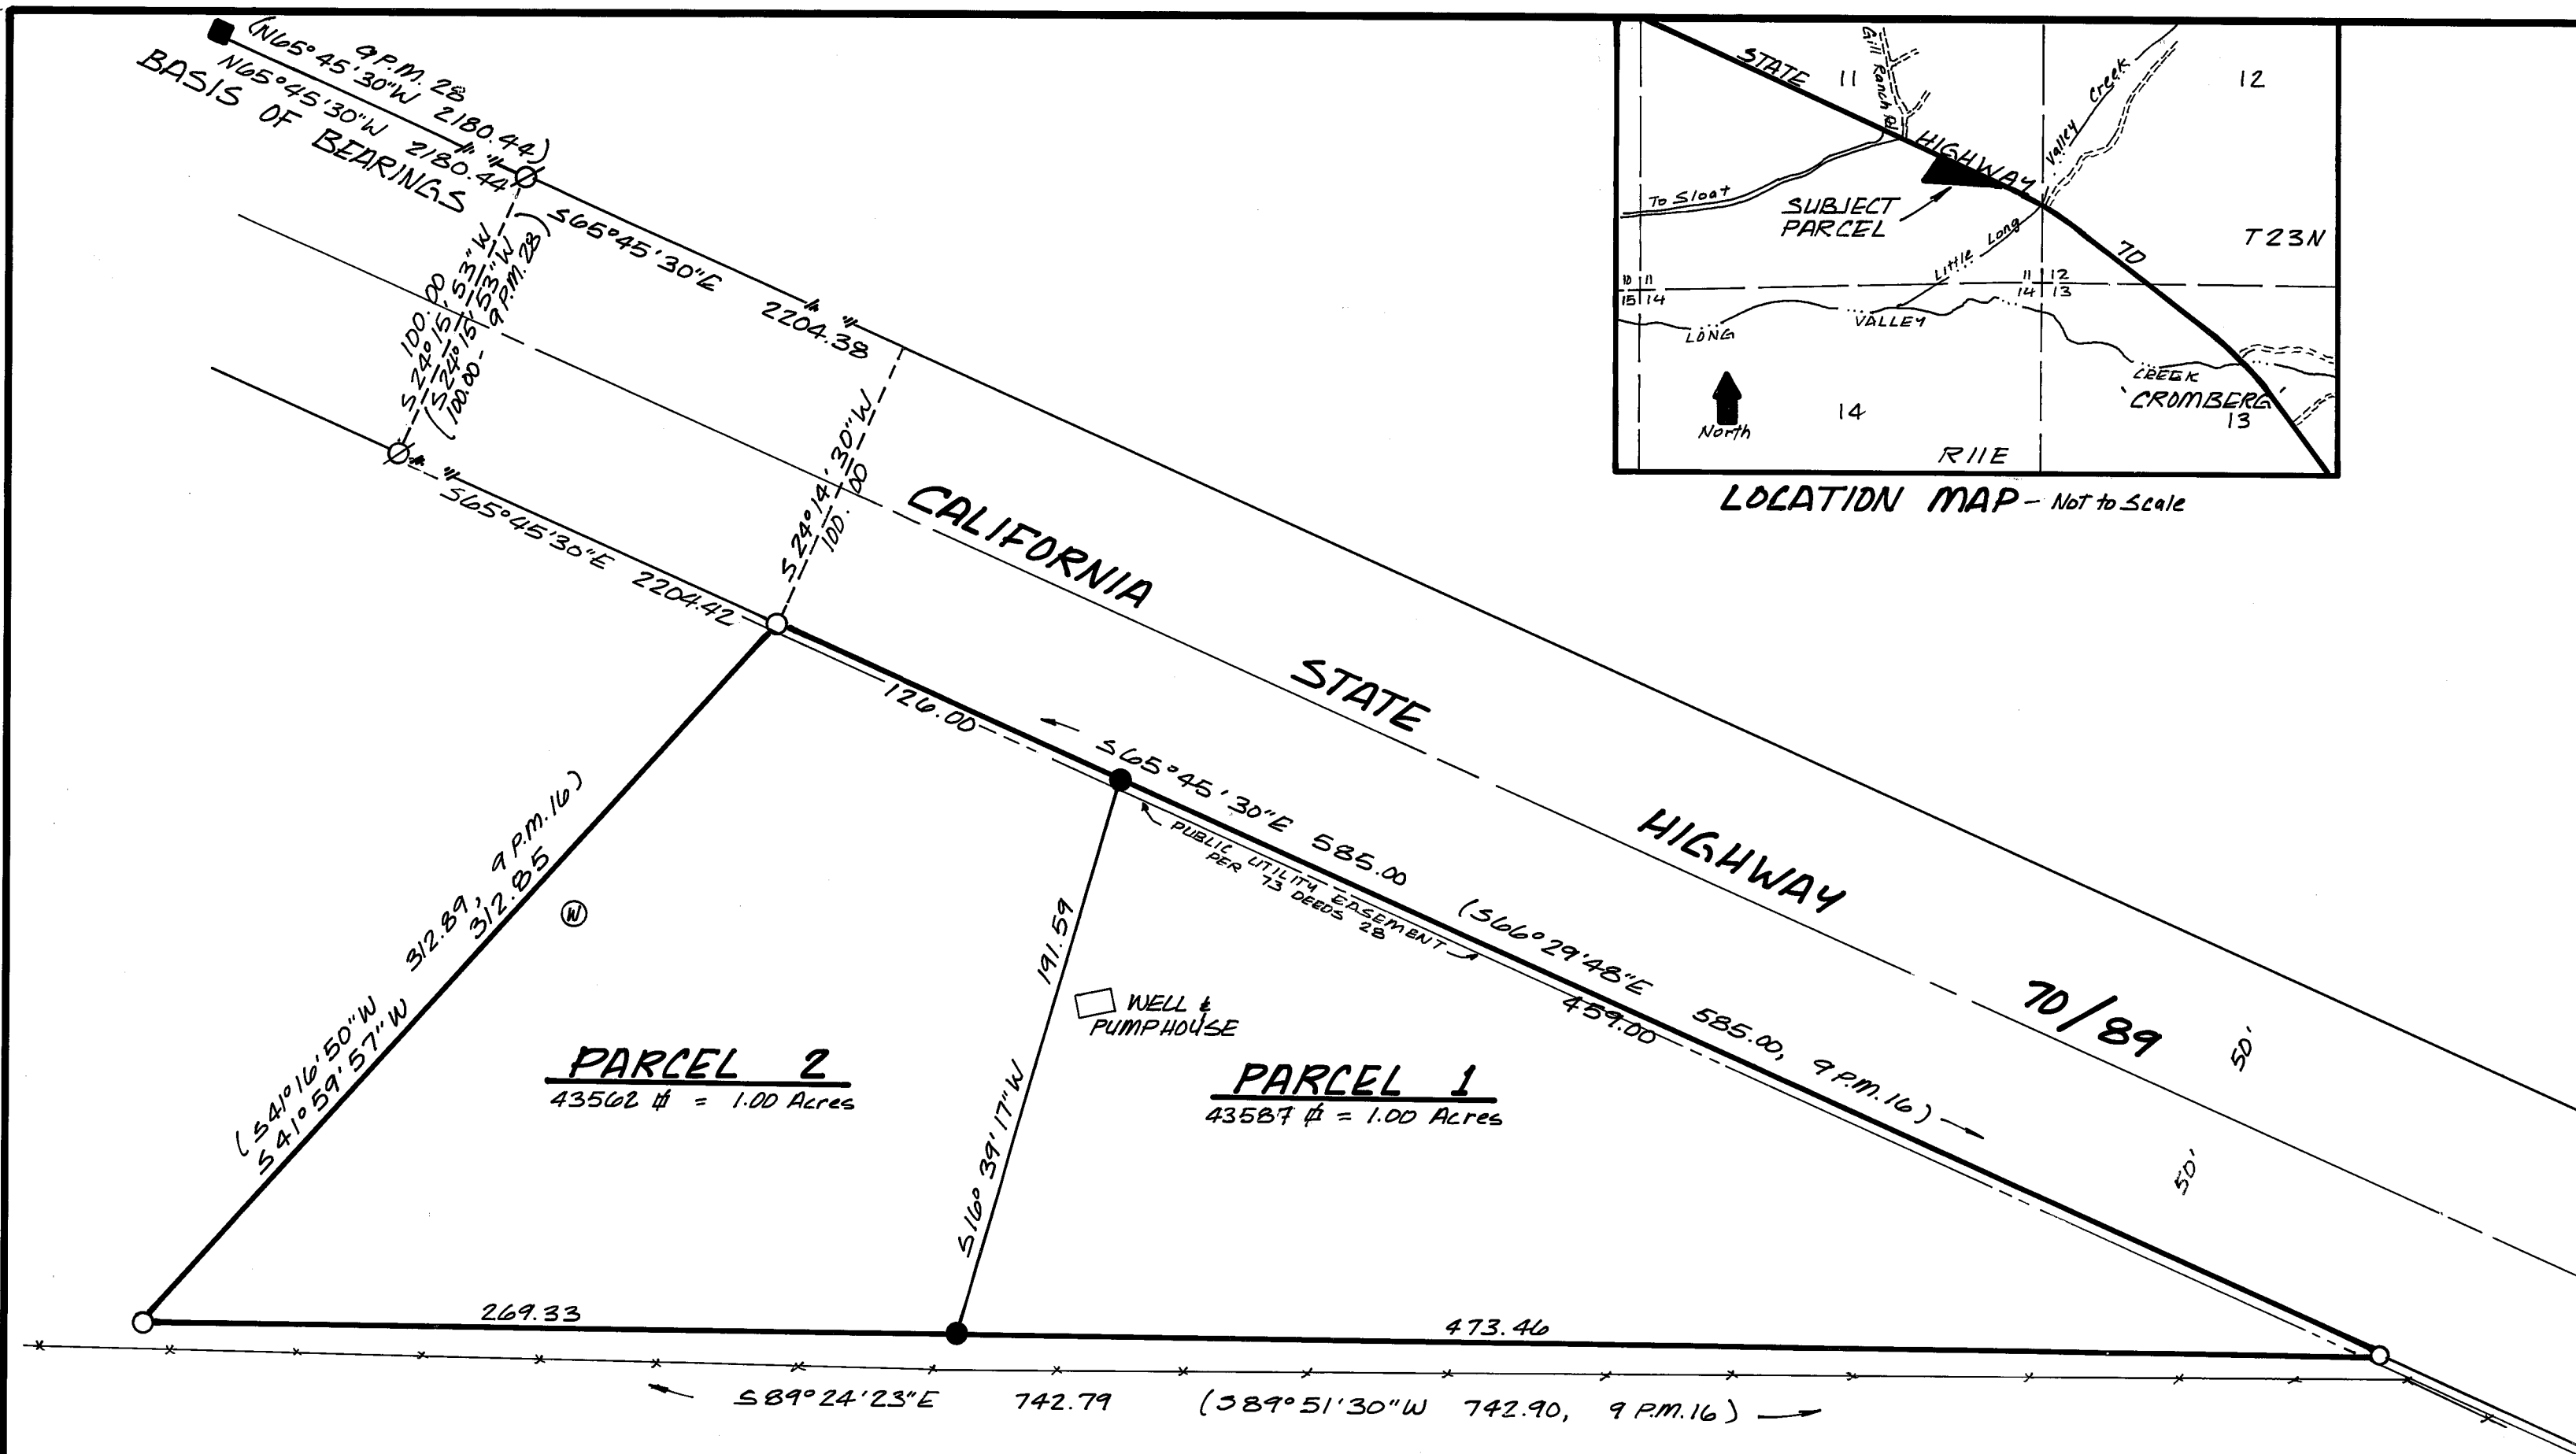 9 P.M. 28
(N65°45'30"W 2180.44)
N65°45'30"W 2180.44
BASIS OF BEARINGS
S65°45'30"E 2204.38
100.00
S 24°15'53"W
(S 24°15'53"W
100.00 - 9 P.M. 28)
S65°45'30"E 2204.42
S 24°14'30"W
100.00
CALIFORNIA STATE HIGHWAY 70/89
50'
50'
126.00
S65°45'30"E 585.00 (S66°29'48"E 585.00, 9 P.M. 16)
PUBLIC UTILITY EASEMENT
PER 73 DEEDS 28
459.00
(S41°16'50"W 312.89, 9 P.M. 16)
S41°59'57"W 312.85
W
191.59
S16°39'17"W
WELL &
PUMPHOUSE
PARCEL 2
43562 ⌷ = 1.00 Acres
PARCEL 1
43587 ⌷ = 1.00 Acres
269.33
473.46
S89°24'23"E 742.79 (S89°51'30"W 742.90, 9 P.M. 16)
STATE HIGHWAY
11
Gill Ranch Rd
12
Little Long Valley Creek
To Sloat
SUBJECT
PARCEL
70
T23N
10 11
15 14
11 12
14 13
LONG VALLEY CREEK
'CROMBERG'
13
14
North
R11E
LOCATION MAP - Not to Scale